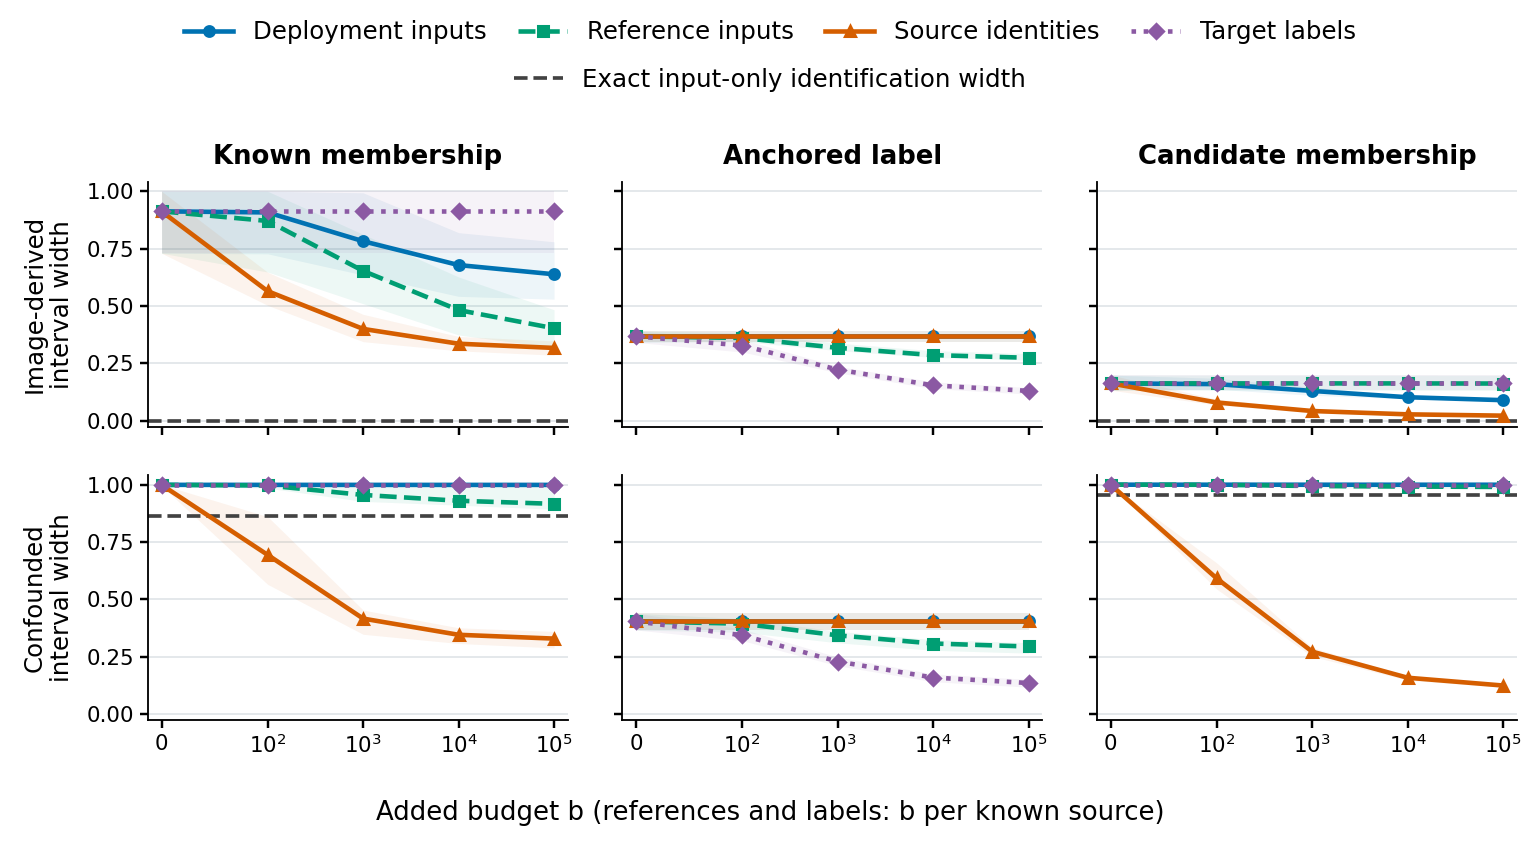 Deployment inputs Reference inputs Source identities Target labels
Exact input-only identification width
Known membership Anchored label Candidate membership
Image-derived
interval width
1.00
0.75
0.50
0.25
0.00
Confounded
interval width
1.00
0.75
0.50
0.25
0.00
0 10² 10³ 10⁴ 10⁵ 0 10² 10³ 10⁴ 10⁵ 0 10² 10³ 10⁴ 10⁵
Added budget b (references and labels: b per known source)